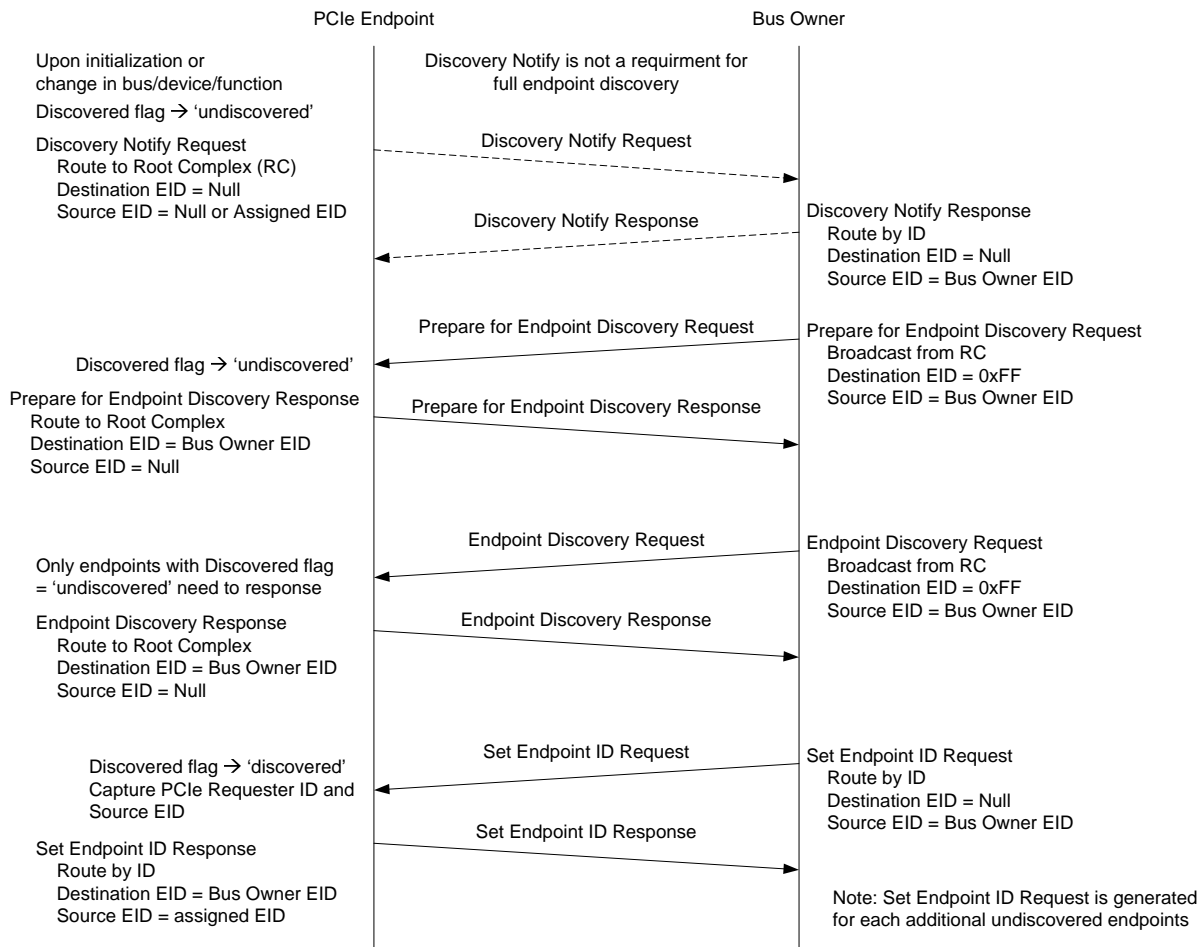 PCIe Endpoint
Bus Owner
Upon initialization or
change in bus/device/function
Discovery Notify is not a requirment for
full endpoint discovery
Discovered flag → ‘undiscovered’
Discovery Notify Request
Discovery Notify Request
Route to Root Complex (RC)
Destination EID = Null
Source EID = Null or Assigned EID
Discovery Notify Response
Discovery Notify Response
Route by ID
Destination EID = Null
Source EID = Bus Owner EID
Prepare for Endpoint Discovery Request
Prepare for Endpoint Discovery Request
Broadcast from RC
Destination EID = 0xFF
Source EID = Bus Owner EID
Discovered flag → ‘undiscovered’
Prepare for Endpoint Discovery Response
Route to Root Complex
Destination EID = Bus Owner EID
Source EID = Null
Prepare for Endpoint Discovery Response
Endpoint Discovery Request
Endpoint Discovery Request
Broadcast from RC
Destination EID = 0xFF
Source EID = Bus Owner EID
Only endpoints with Discovered flag
= ‘undiscovered’ need to response
Endpoint Discovery Response
Route to Root Complex
Destination EID = Bus Owner EID
Source EID = Null
Endpoint Discovery Response
Set Endpoint ID Request
Set Endpoint ID Request
Route by ID
Destination EID = Null
Source EID = Bus Owner EID
Discovered flag → ‘discovered’
Capture PCIe Requester ID and
Source EID
Set Endpoint ID Response
Set Endpoint ID Response
Route by ID
Destination EID = Bus Owner EID
Source EID = assigned EID
Note: Set Endpoint ID Request is generated
for each additional undiscovered endpoints